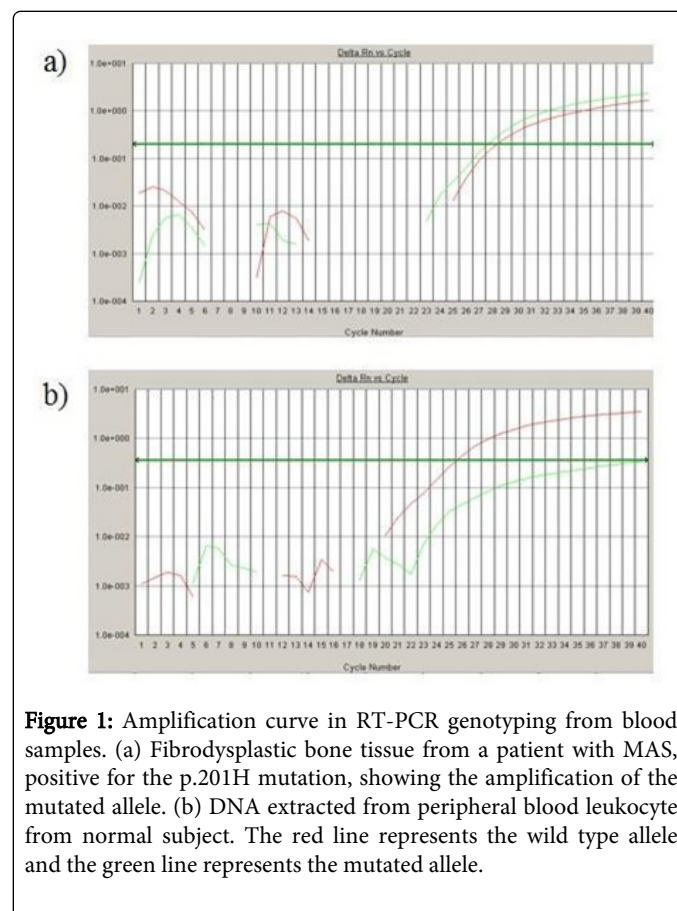 a)
Delta Rn vs Cycle
1.0e+001
1.0e+000
1.0e-001
1.0e-002
1.0e-003
1.0e-004
1 2 3 4 5 6 7 8 9 10 11 12 13 14 15 16 17 18 19 20 21 22 23 24 25 26 27 28 29 30 31 32 33 34 35 36 37 38 39 40
Cycle Number
b)
Delta Rn vs Cycle
1.0e+001
1.0e+000
1.0e-001
1.0e-002
1.0e-003
1.0e-004
1 2 3 4 5 6 7 8 9 10 11 12 13 14 15 16 17 18 19 20 21 22 23 24 25 26 27 28 29 30 31 32 33 34 35 36 37 38 39 40
Cycle Number
Figure 1: Amplification curve in RT-PCR genotyping from blood
samples. (a) Fibrodysplastic bone tissue from a patient with MAS,
positive for the p.201H mutation, showing the amplification of the
mutated allele. (b) DNA extracted from peripheral blood leukocyte
from normal subject. The red line represents the wild type allele
and the green line represents the mutated allele.